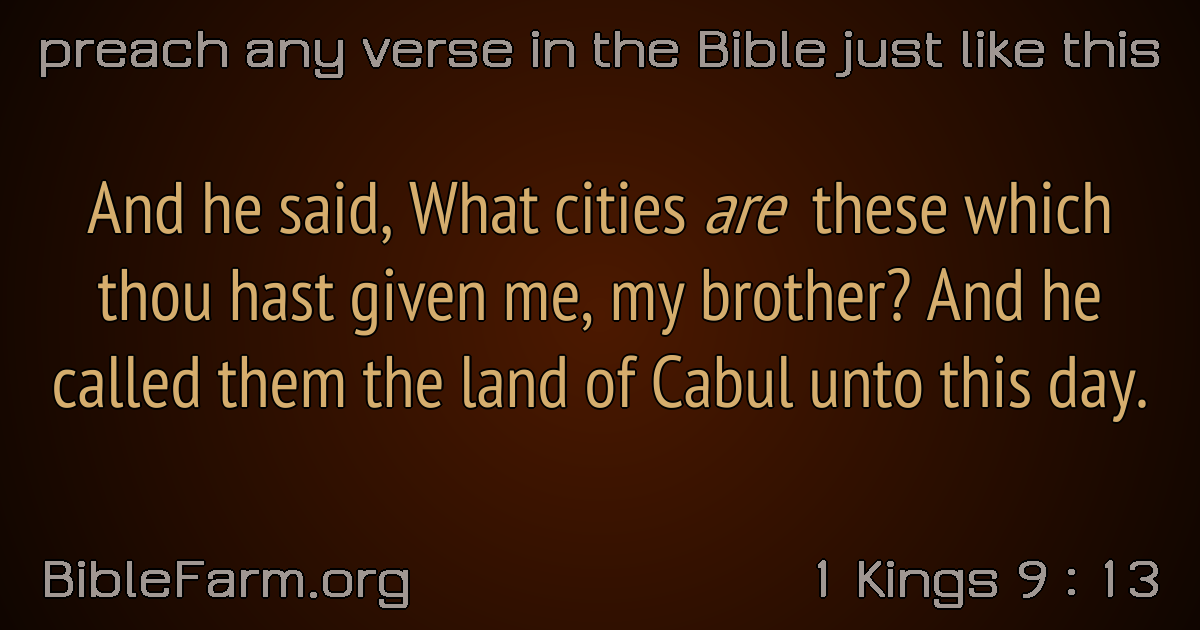 preach any verse in the Bible just like this
And he said, What cities are these which
thou hast given me, my brother? And he
called them the land of Cabul unto this day.
BibleFarm.org
1 Kings 9 : 13